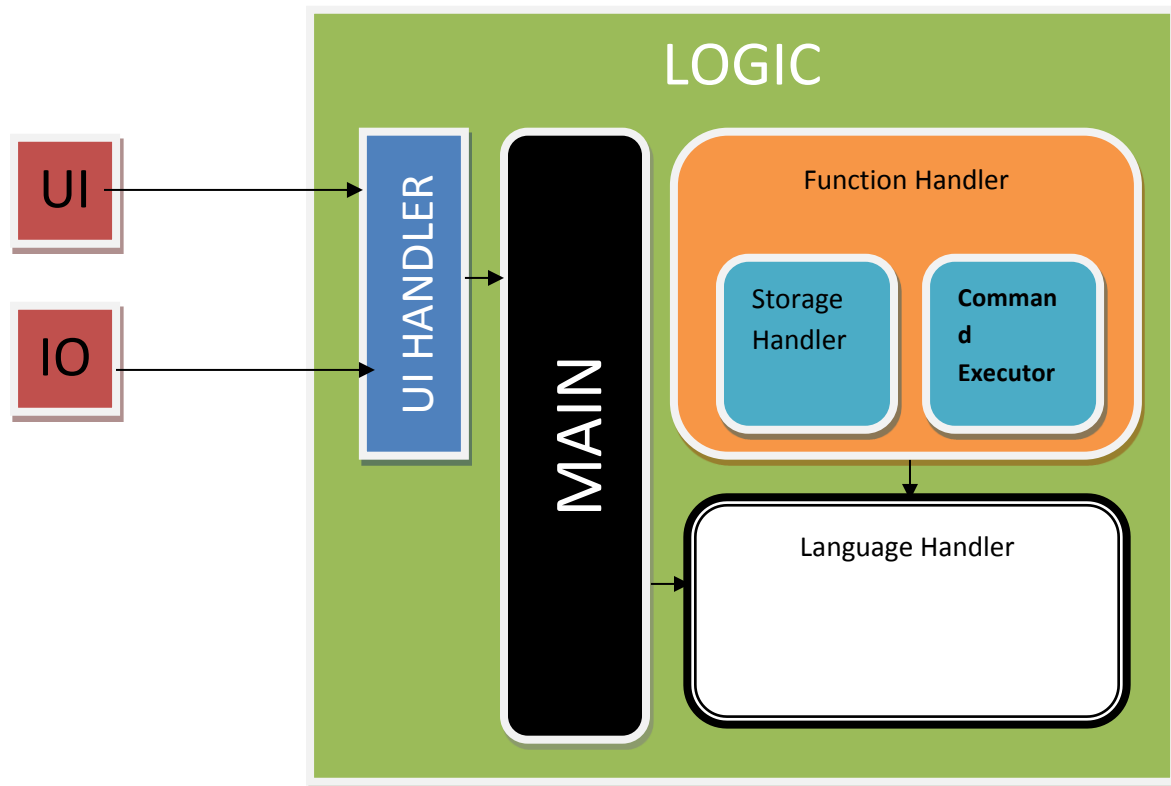 LOGIC
UI
IO
UI HANDLER
MAIN
Function Handler
Storage
Handler
Comman
d
Executor
Language Handler